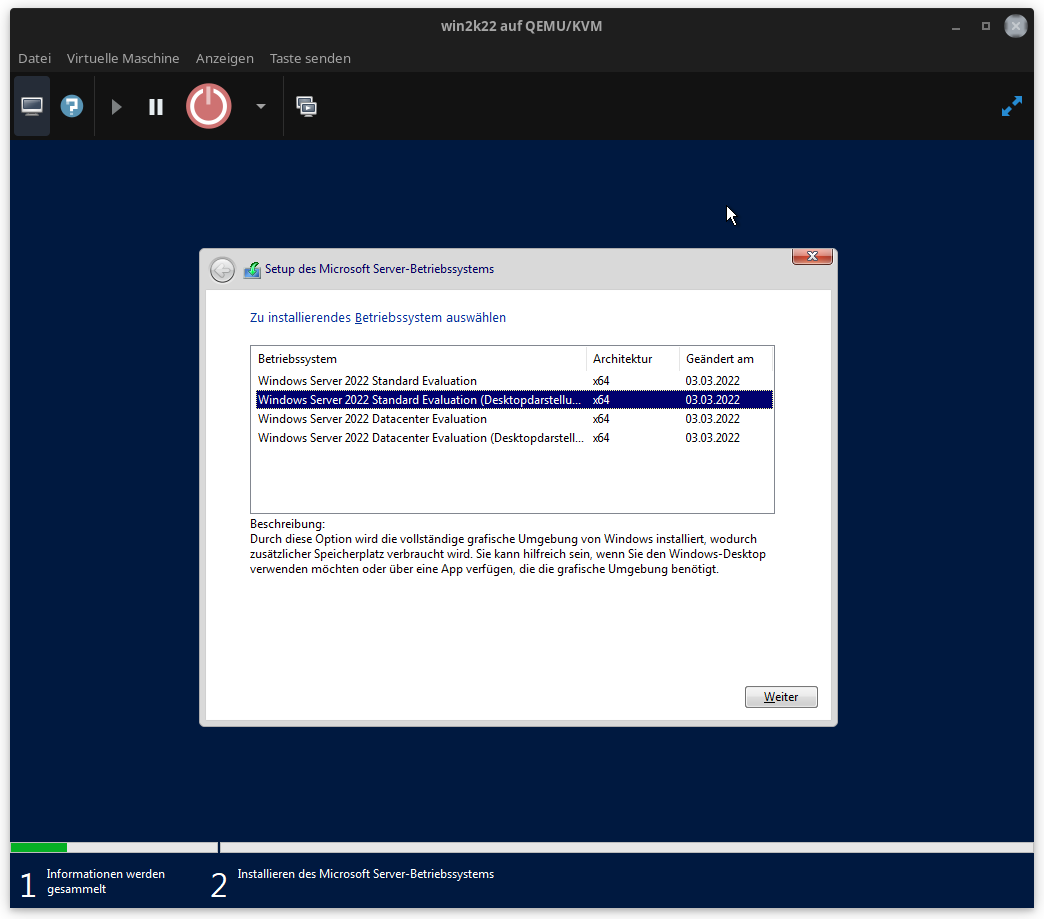 win2k22 auf QEMU/KVM
Datei Virtuelle Maschine Anzeigen Taste senden
Setup des Microsoft Server-Betriebssystems
Zu installierendes Betriebssystem auswählen
Betriebssystem Architektur Geändert am
Windows Server 2022 Standard Evaluation x64 03.03.2022
Windows Server 2022 Standard Evaluation (Desktopdarstellu... x64 03.03.2022
Windows Server 2022 Datacenter Evaluation x64 03.03.2022
Windows Server 2022 Datacenter Evaluation (Desktopdarstell... x64 03.03.2022
Beschreibung:
Durch diese Option wird die vollständige grafische Umgebung von Windows installiert, wodurch
zusätzlicher Speicherplatz verbraucht wird. Sie kann hilfreich sein, wenn Sie den Windows-Desktop
verwenden möchten oder über eine App verfügen, die die grafische Umgebung benötigt.
Weiter
1 Informationen werden
gesammelt
2 Installieren des Microsoft Server-Betriebssystems